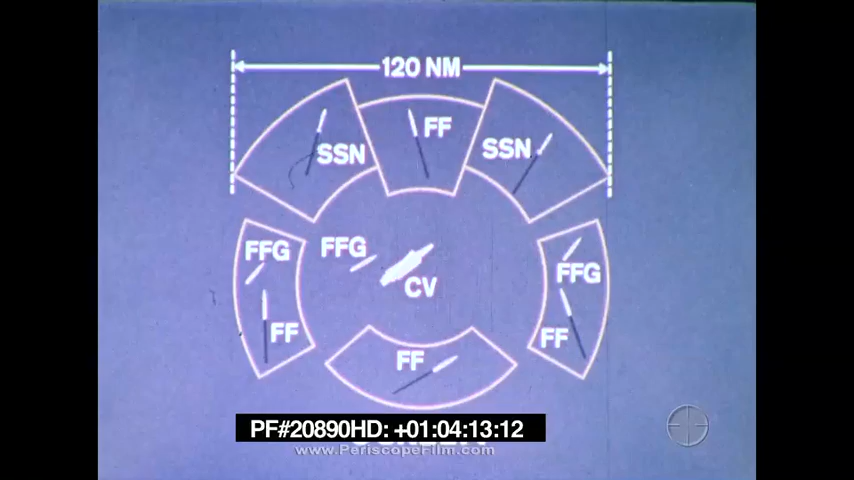 120 NM
SSN
FF
SSN
FFG
FFG
CV
FFG
FF
FF
FF
PF#20890HD: +01:04:13:12
www.PeriscopeFilm.com